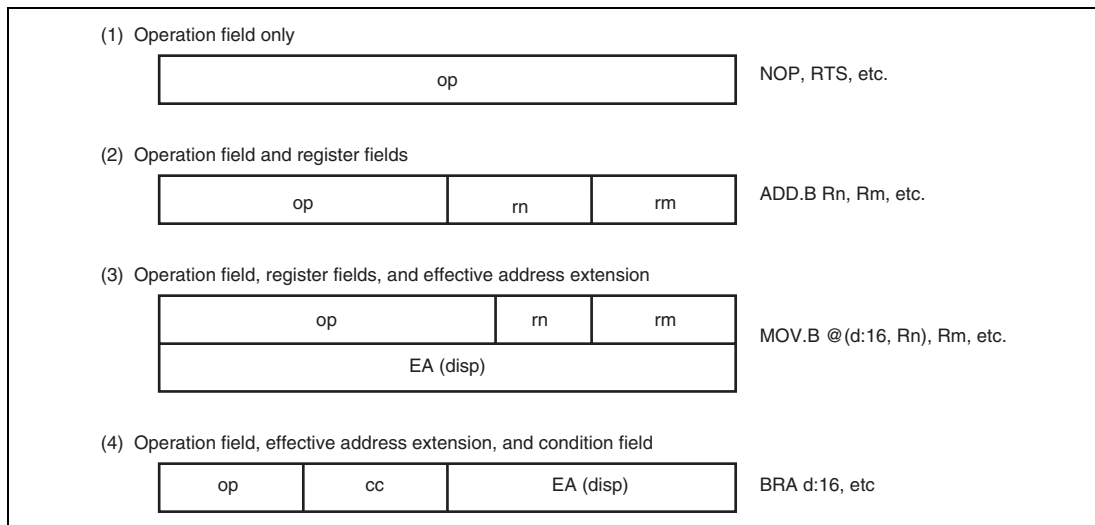 (1) Operation field only
op
NOP, RTS, etc.
(2) Operation field and register fields
op rn rm
ADD.B Rn, Rm, etc.
(3) Operation field, register fields, and effective address extension
op rn rm
EA (disp)
MOV.B @(d:16, Rn), Rm, etc.
(4) Operation field, effective address extension, and condition field
op cc EA (disp)
BRA d:16, etc